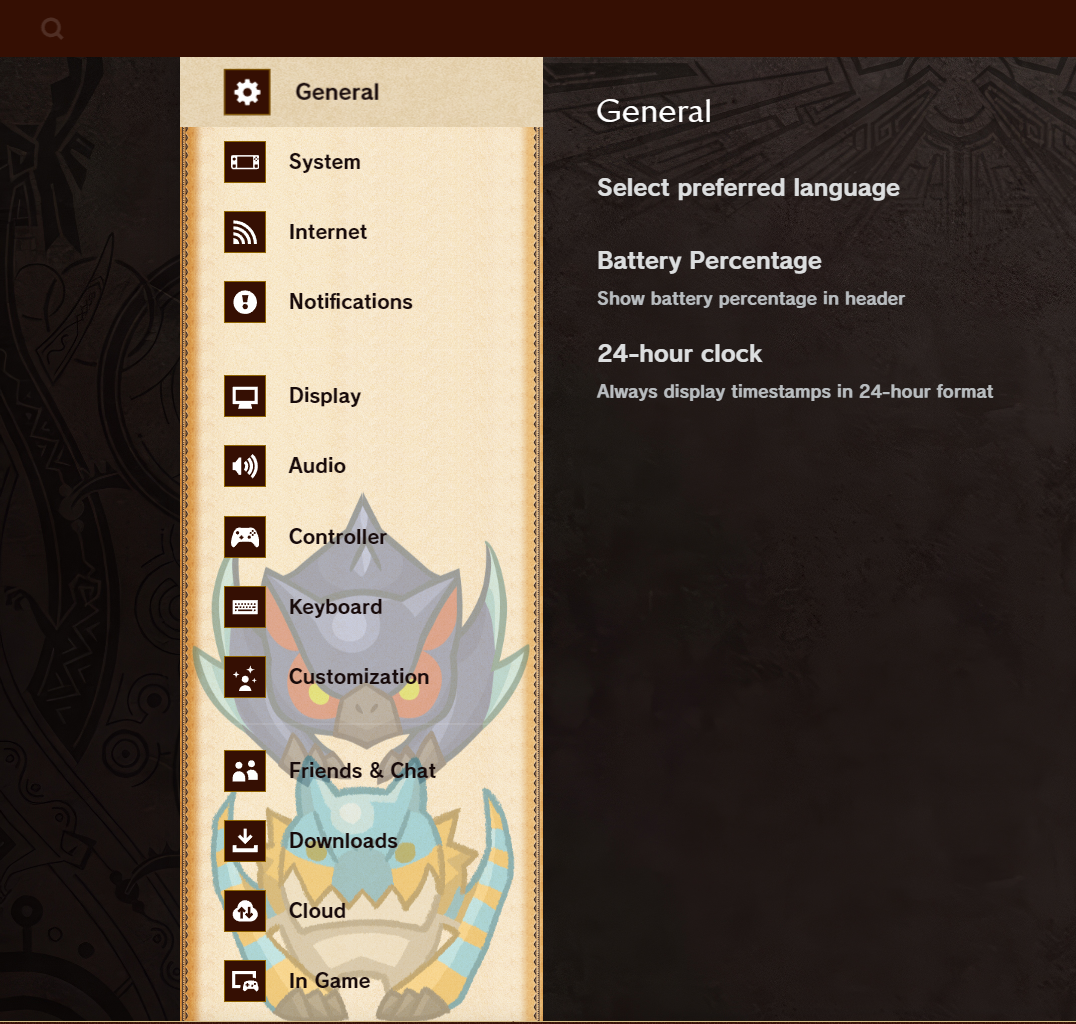 General
System
Internet
Notifications
Display
Audio
Controller
Keyboard
Customization
Friends & Chat
Downloads
Cloud
In Game
General
Select preferred language
Battery Percentage
Show battery percentage in header
24-hour clock
Always display timestamps in 24-hour format